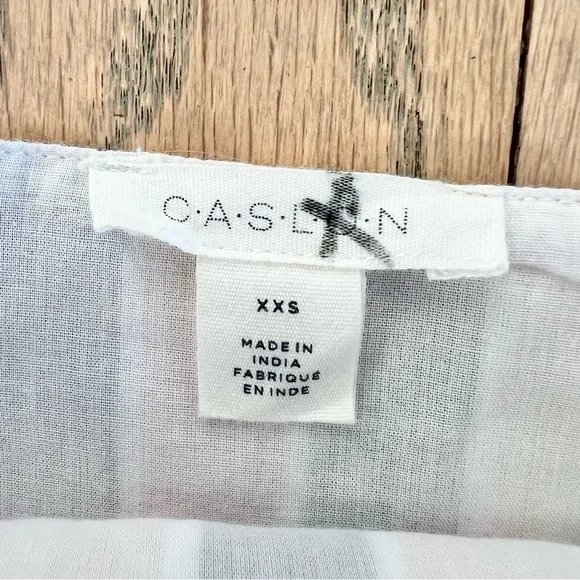 C·A·S·L·O·N
XXS
MADE IN
INDIA
FABRIQUÉ
EN INDE